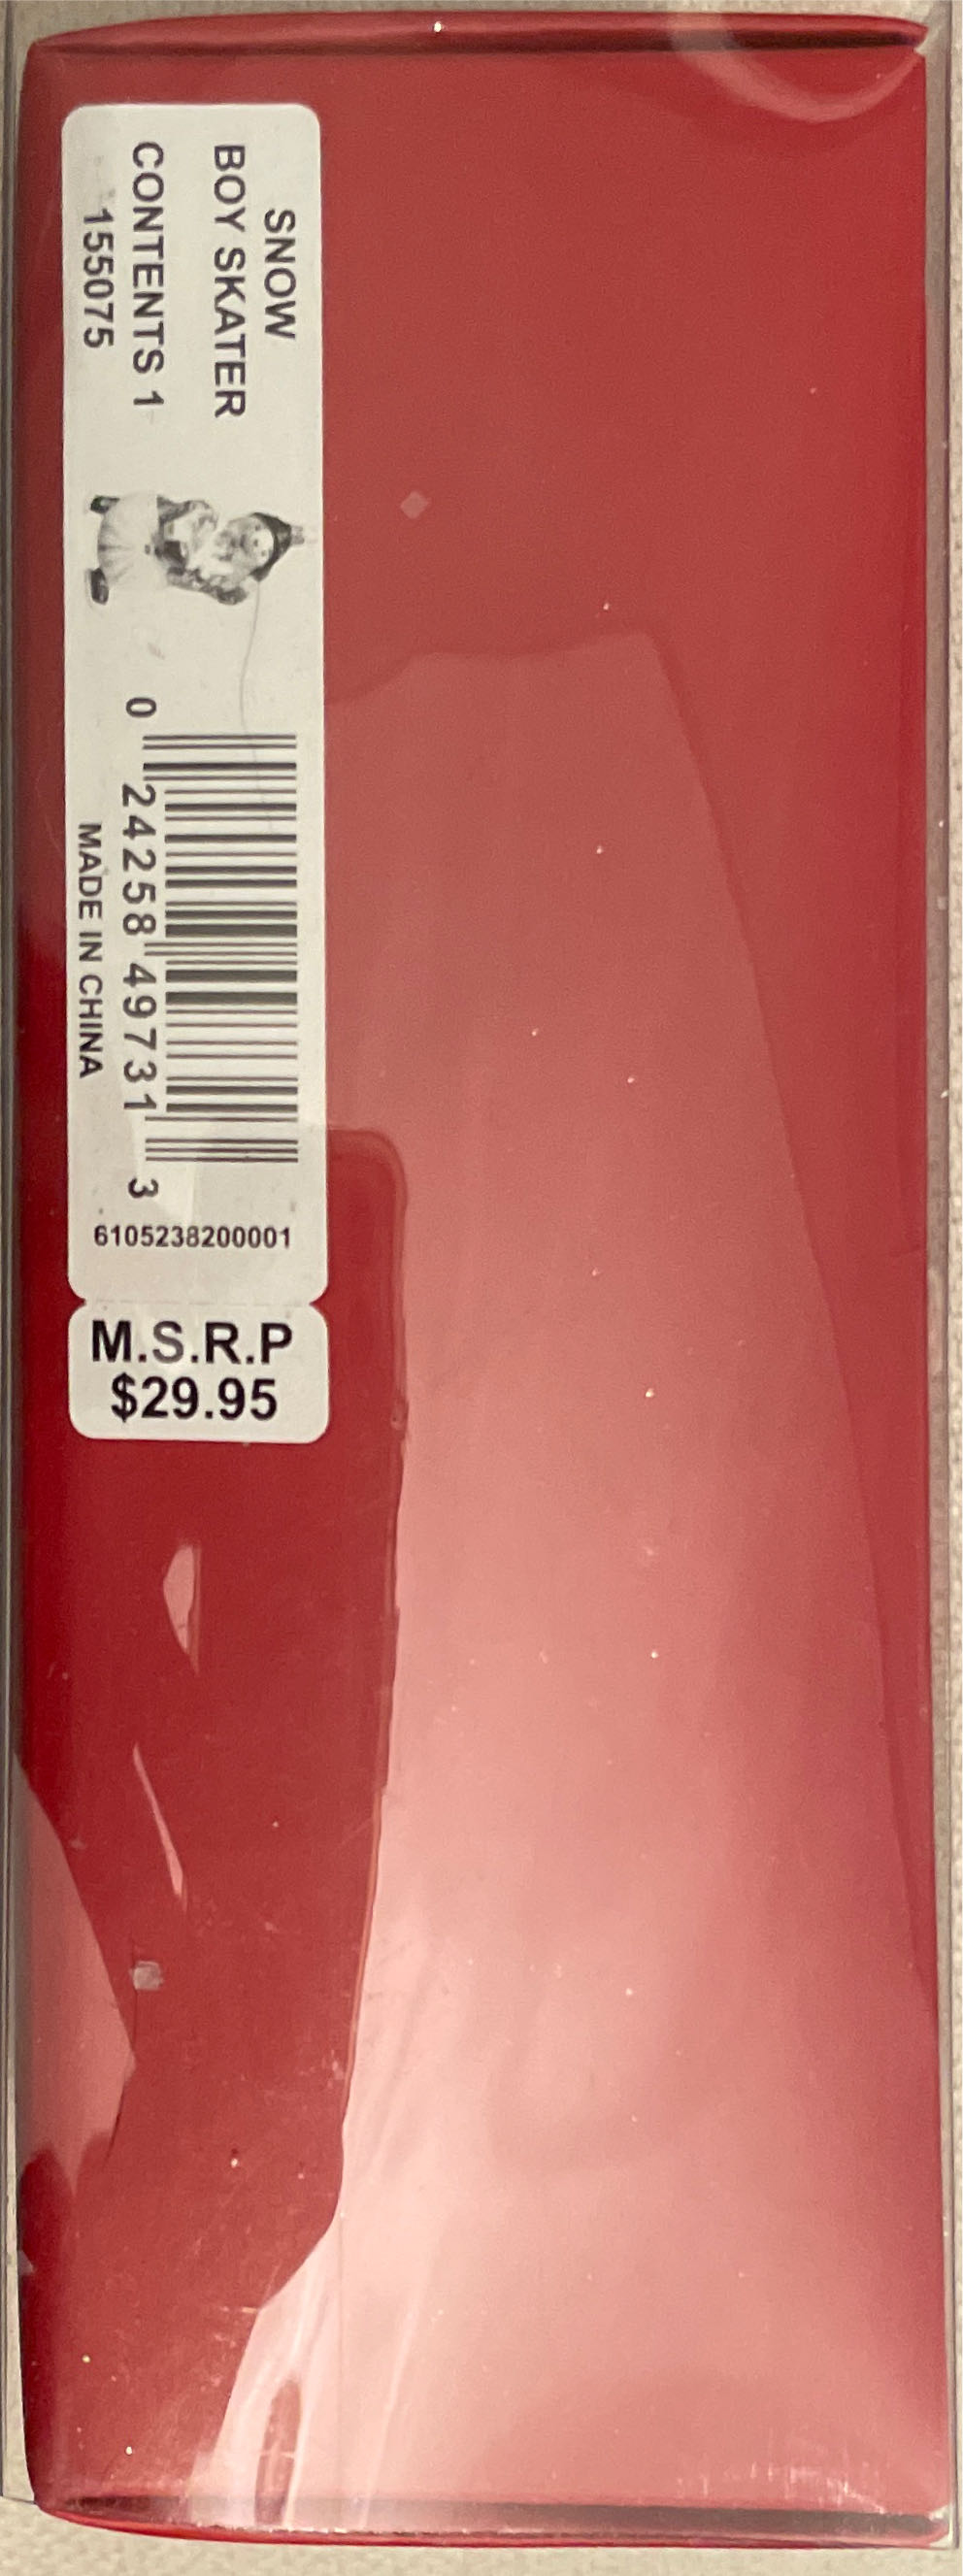 SNOW
BOY SKATER
CONTENTS 1
155075
0 24258 49731 3
MADE IN CHINA
6105238200001
M.S.R.P
$29.95